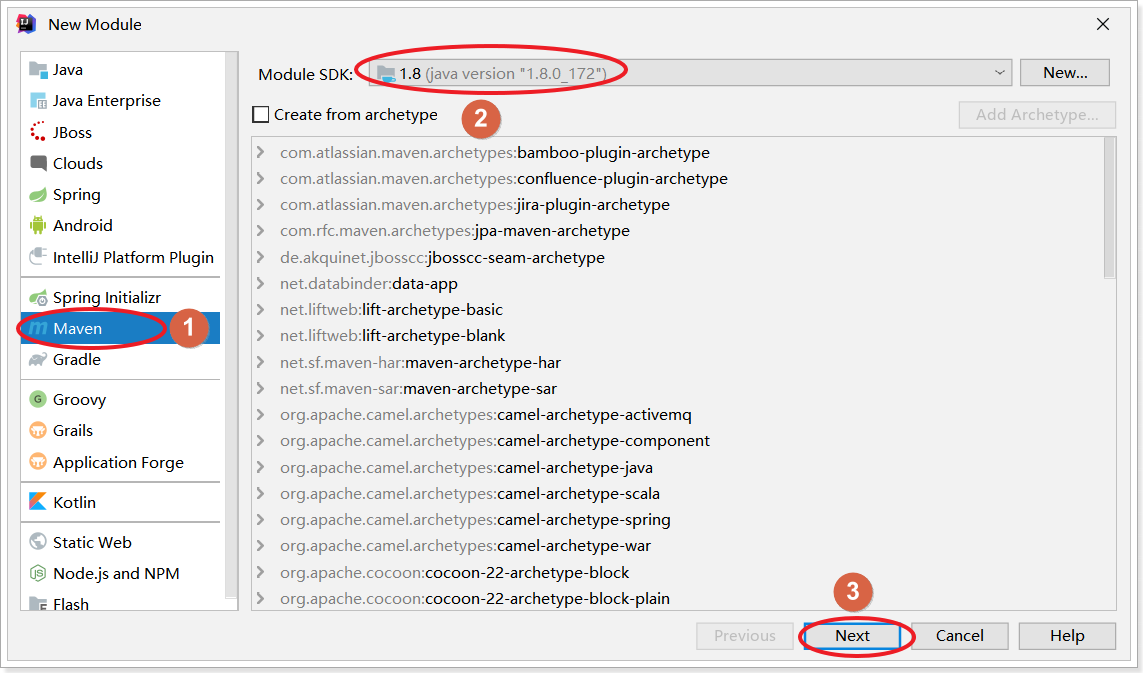 New Module
Java
Java Enterprise
JBoss
Clouds
Spring
Android
IntelliJ Platform Plugin
Spring Initializr
Maven
1
Gradle
Groovy
Grails
Application Forge
Kotlin
Static Web
Node.js and NPM
Flash
Module SDK: 1.8 (java version "1.8.0_172") New...
Create from archetype 2 Add Archetype...
com.atlassian.maven.archetypes:bamboo-plugin-archetype
com.atlassian.maven.archetypes:confluence-plugin-archetype
com.atlassian.maven.archetypes:jira-plugin-archetype
com.rfc.maven.archetypes:jpa-maven-archetype
de.akquinet.jbosscc:jbosscc-seam-archetype
net.databinder:data-app
net.liftweb:lift-archetype-basic
net.liftweb:lift-archetype-blank
net.sf.maven-har:maven-archetype-har
net.sf.maven-sar:maven-archetype-sar
org.apache.camel.archetypes:camel-archetype-activemq
org.apache.camel.archetypes:camel-archetype-component
org.apache.camel.archetypes:camel-archetype-java
org.apache.camel.archetypes:camel-archetype-scala
org.apache.camel.archetypes:camel-archetype-spring
org.apache.camel.archetypes:camel-archetype-war
org.apache.cocoon:cocoon-22-archetype-block
org.apache.cocoon:cocoon-22-archetype-block-plain
3
Previous Next Cancel Help